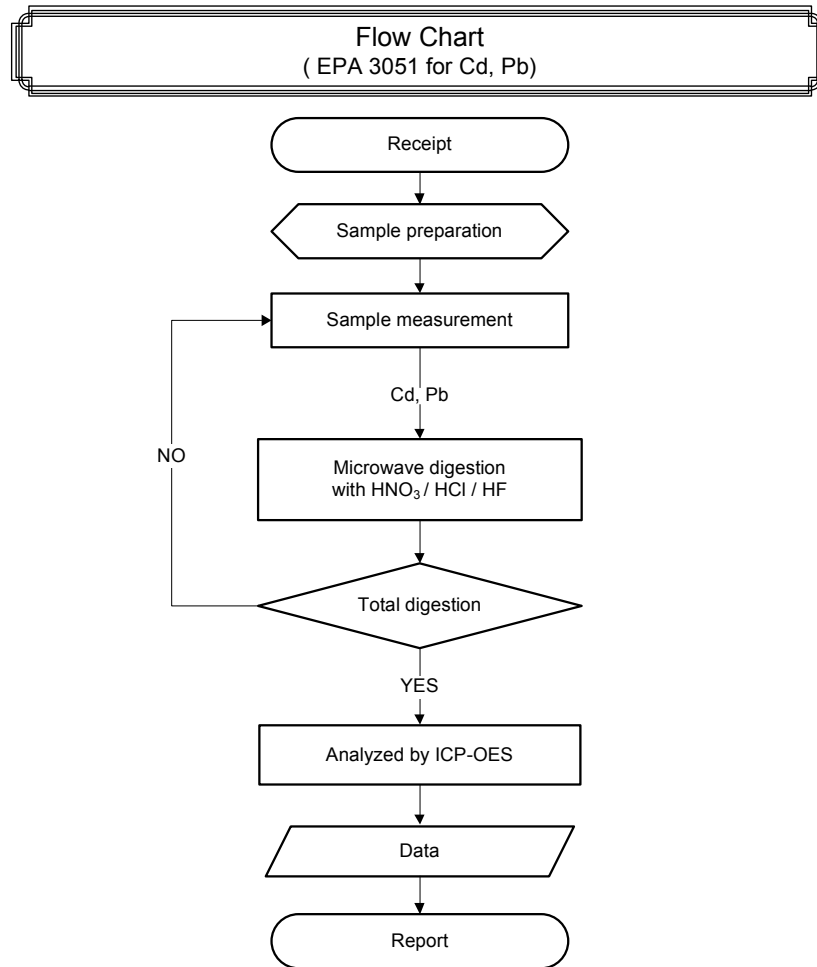 Flow Chart
( EPA 3051 for Cd, Pb)
Receipt
Sample preparation
Sample measurement
Cd, Pb
NO
Microwave digestion
with HNO₃ / HCl / HF
Total digestion
YES
Analyzed by ICP-OES
Data
Report